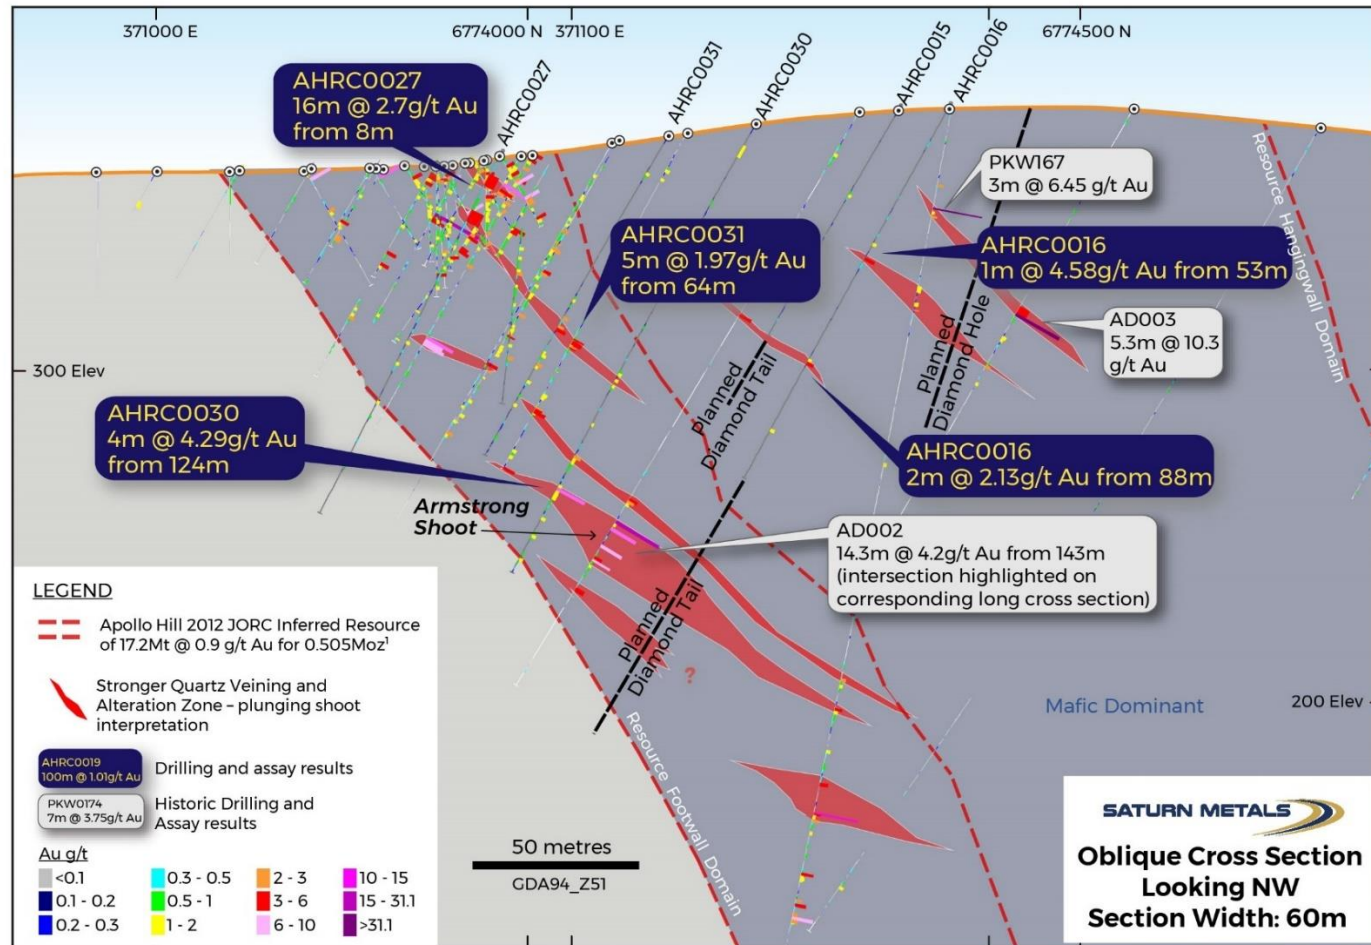 371000 E
6774000 N
371100 E
6774500 N
AHRC0027
AHRC0031
AHRC0030
AHRC0015
AHRC0016
AHRC0027
16m @ 2.7g/t Au
from 8m
PKW167
3m @ 6.45 g/t Au
Resource Hangingwall Domain
AHRC0031
5m @ 1.97g/t Au
from 64m
AHRC0016
1m @ 4.58g/t Au from 53m
AD003
5.3m @ 10.3
g/t Au
300 Elev
Planned
Diamond Tail
Planned
Diamond Hole
AHRC0030
4m @ 4.29g/t Au
from 124m
AHRC0016
2m @ 2.13g/t Au from 88m
Armstrong
Shoot
AD002
14.3m @ 4.2g/t Au from 143m
(intersection highlighted on
corresponding long cross section)
Planned
Diamond Tail
?
Mafic Dominant
200 Elev
Resource Footwall Domain
LEGEND
Apollo Hill 2012 JORC Inferred Resource
of 17.2Mt @ 0.9 g/t Au for 0.505Moz¹
Stronger Quartz Veining and
Alteration Zone – plunging shoot
interpretation
AHRC0019
100m @ 1.01g/t Au
Drilling and assay results
PKW0174
7m @ 3.75g/t Au
Historic Drilling and
Assay results
Au g/t
<0.1
0.3 - 0.5
2 - 3
10 - 15
0.1 - 0.2
0.5 - 1
3 - 6
15 - 31.1
0.2 - 0.3
1 - 2
6 - 10
>31.1
50 metres
GDA94_Z51
SATURN METALS
Oblique Cross Section
Looking NW
Section Width: 60m